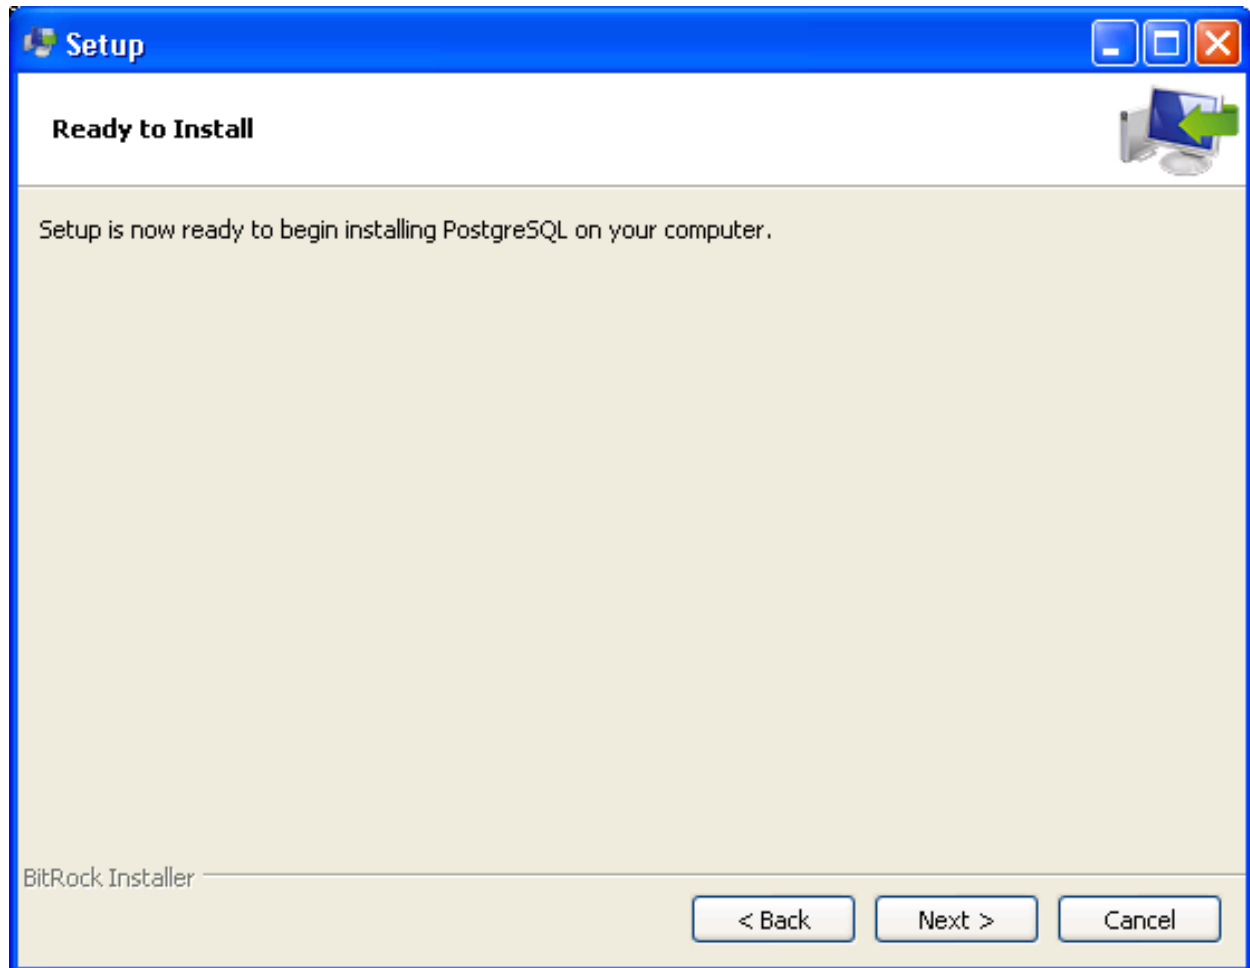 Setup
Ready to Install
Setup is now ready to begin installing PostgreSQL on your computer.
BitRock Installer
< Back
Next >
Cancel